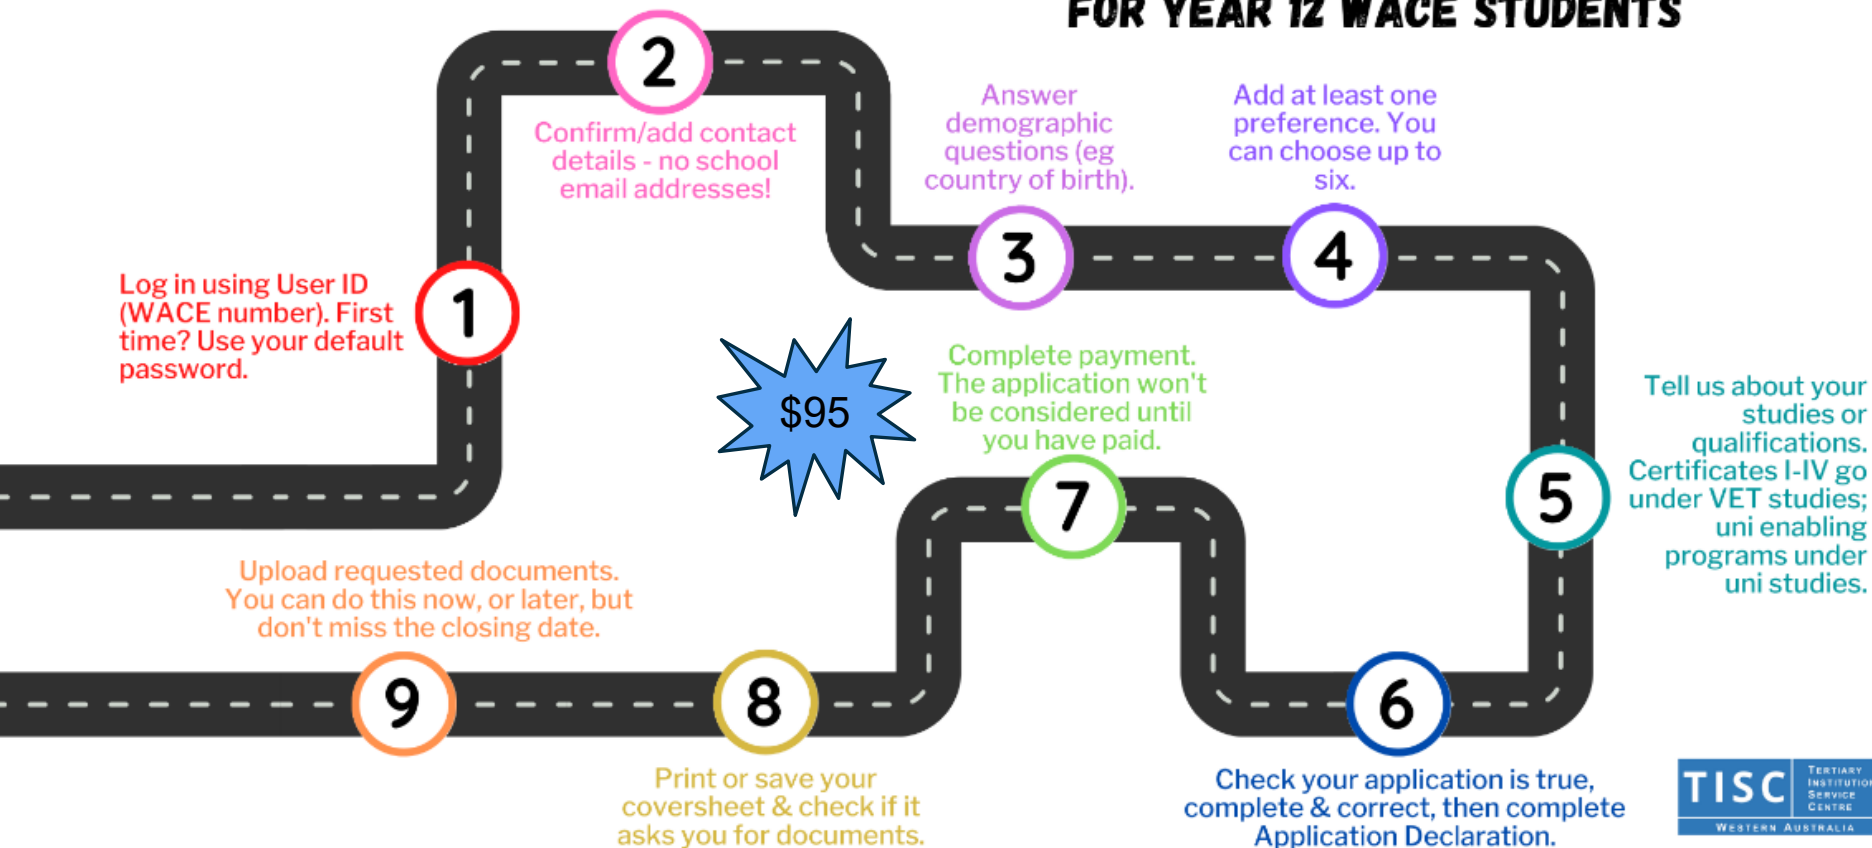 FOR YEAR 12 WACE STUDENTS
1
Log in using User ID
(WACE number). First
time? Use your default
password.
2
Confirm/add contact
details - no school
email addresses!
Answer
demographic
questions (eg
country of birth).
3
Add at least one
preference. You
can choose up to
six.
4
Tell us about your
studies or
qualifications.
Certificates I-IV go
under VET studies;
uni enabling
programs under
uni studies.
5
6
Check your application is true,
complete & correct, then complete
Application Declaration.
$95
Complete payment.
The application won't
be considered until
you have paid.
7
8
Print or save your
coversheet & check if it
asks you for documents.
Upload requested documents.
You can do this now, or later, but
don't miss the closing date.
9
TISC
TERTIARY
INSTITUTION
SERVICE
CENTRE
WESTERN AUSTRALIA